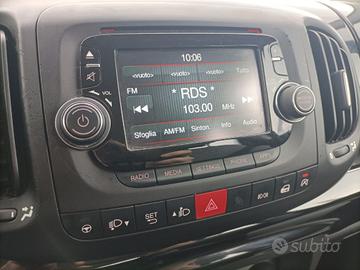 10:06
<vuoto> <vuoto> <vuoto> Tutto
FM * RDS *
103.00 MHz
VOL
Sfoglia AM/FM Sinton. Info Audio
RADIO MEDIA SETTINGS PHONE APPS
SET
subito